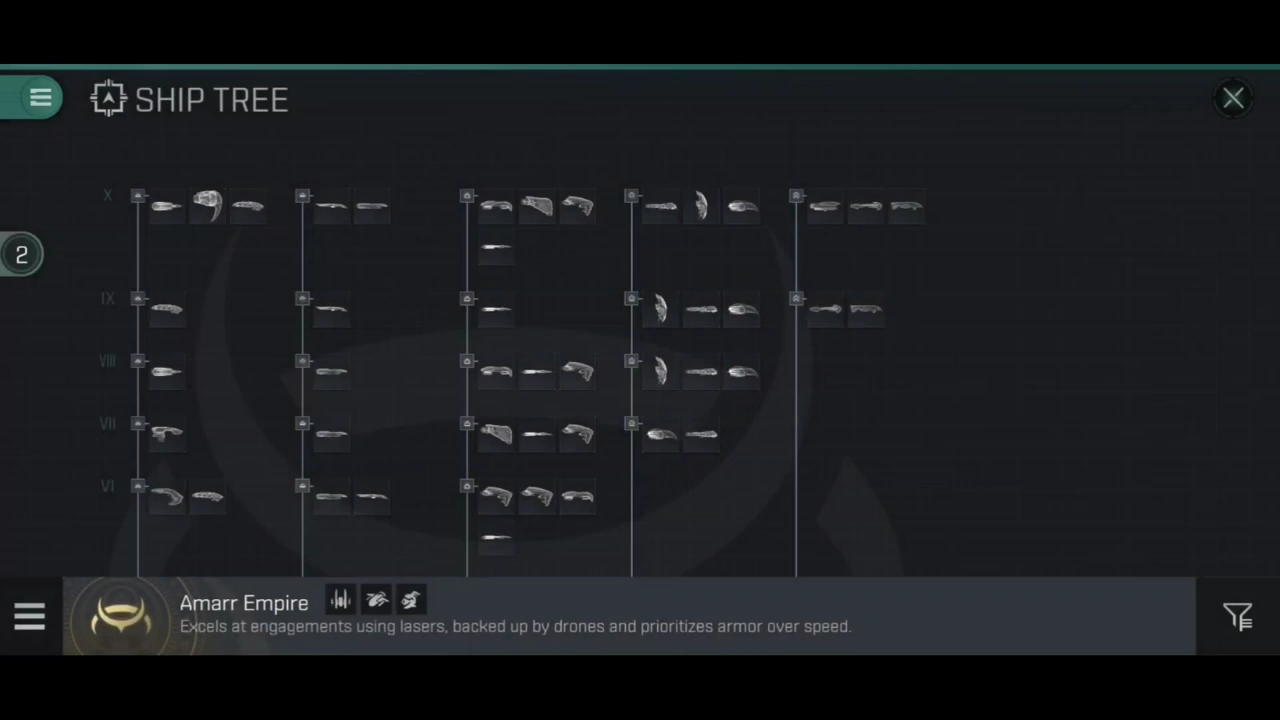 SHIP TREE
X
2
IX
VIII
VII
VI
Amarr Empire
Excels at engagements using lasers, backed up by drones and prioritizes armor over speed.